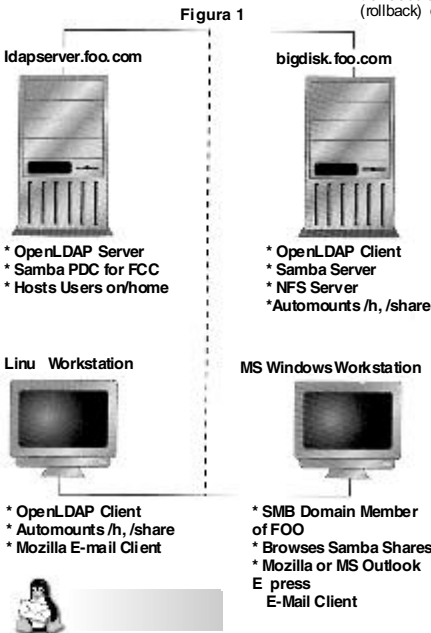 (rollback)
Figura 1
ldapserver.foo.com
bigdisk.foo.com
* OpenLDAP Server
* Samba PDC for FCC
* Hosts Users on/home
* OpenLDAP Client
* Samba Server
* NFS Server
*Automounts /h, /share
Linu Workstation
MS Windows Workstation
* OpenLDAP Client
* Automounts /h, /share
* Mozilla E-mail Client
* SMB Domain Member
of FOO
* Browses Samba Shares
* Mozilla or MS Outlook
E press
E-Mail Client